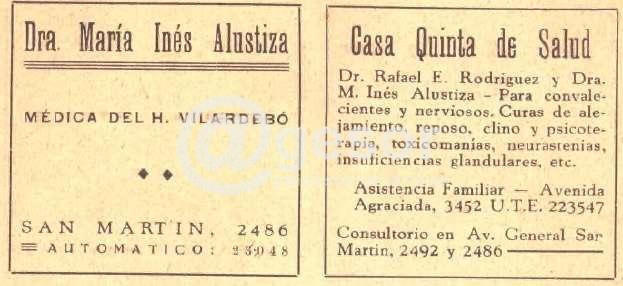 Dra. María Inés Alustiza
MÉDICA DEL H. VILARDEBÓ
SAN MARTIN, 2486
AUTOMATICO: 23048
Casa Quinta de Salud
Dr. Rafael E. Rodríguez y Dra.
M. Inés Alustiza - Para convale-
cientes y nerviosos. Curas de ale-
jamiento, reposo, clino y psicote-
rapia, toxicomanías, neurastenias,
insuficiencias glandulares, etc.
Asistencia Familiar — Avenida
Agraciada, 3452 U.T.E. 223547
Consultorio en Av. General San
Martin, 2492 y 2486